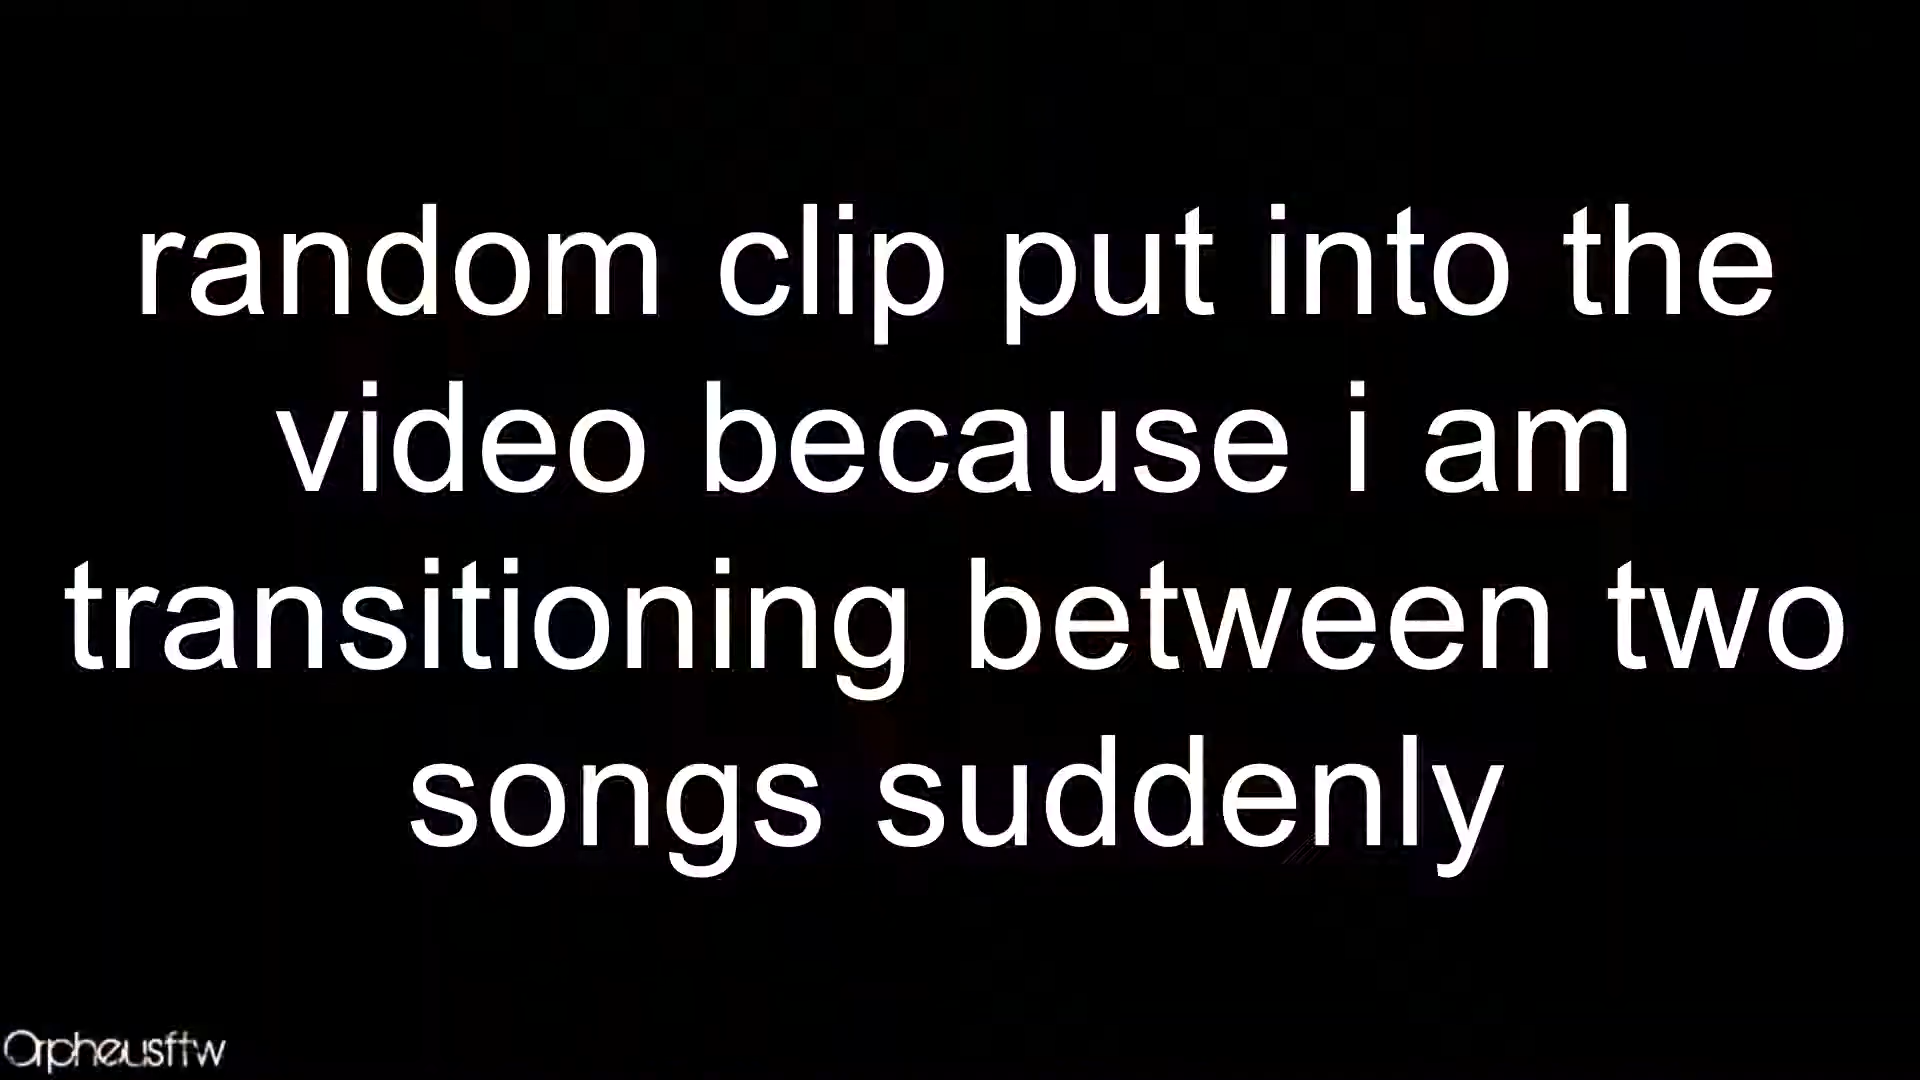 random clip put into the
video because i am
transitioning between two
songs suddenly
Orpheusftw